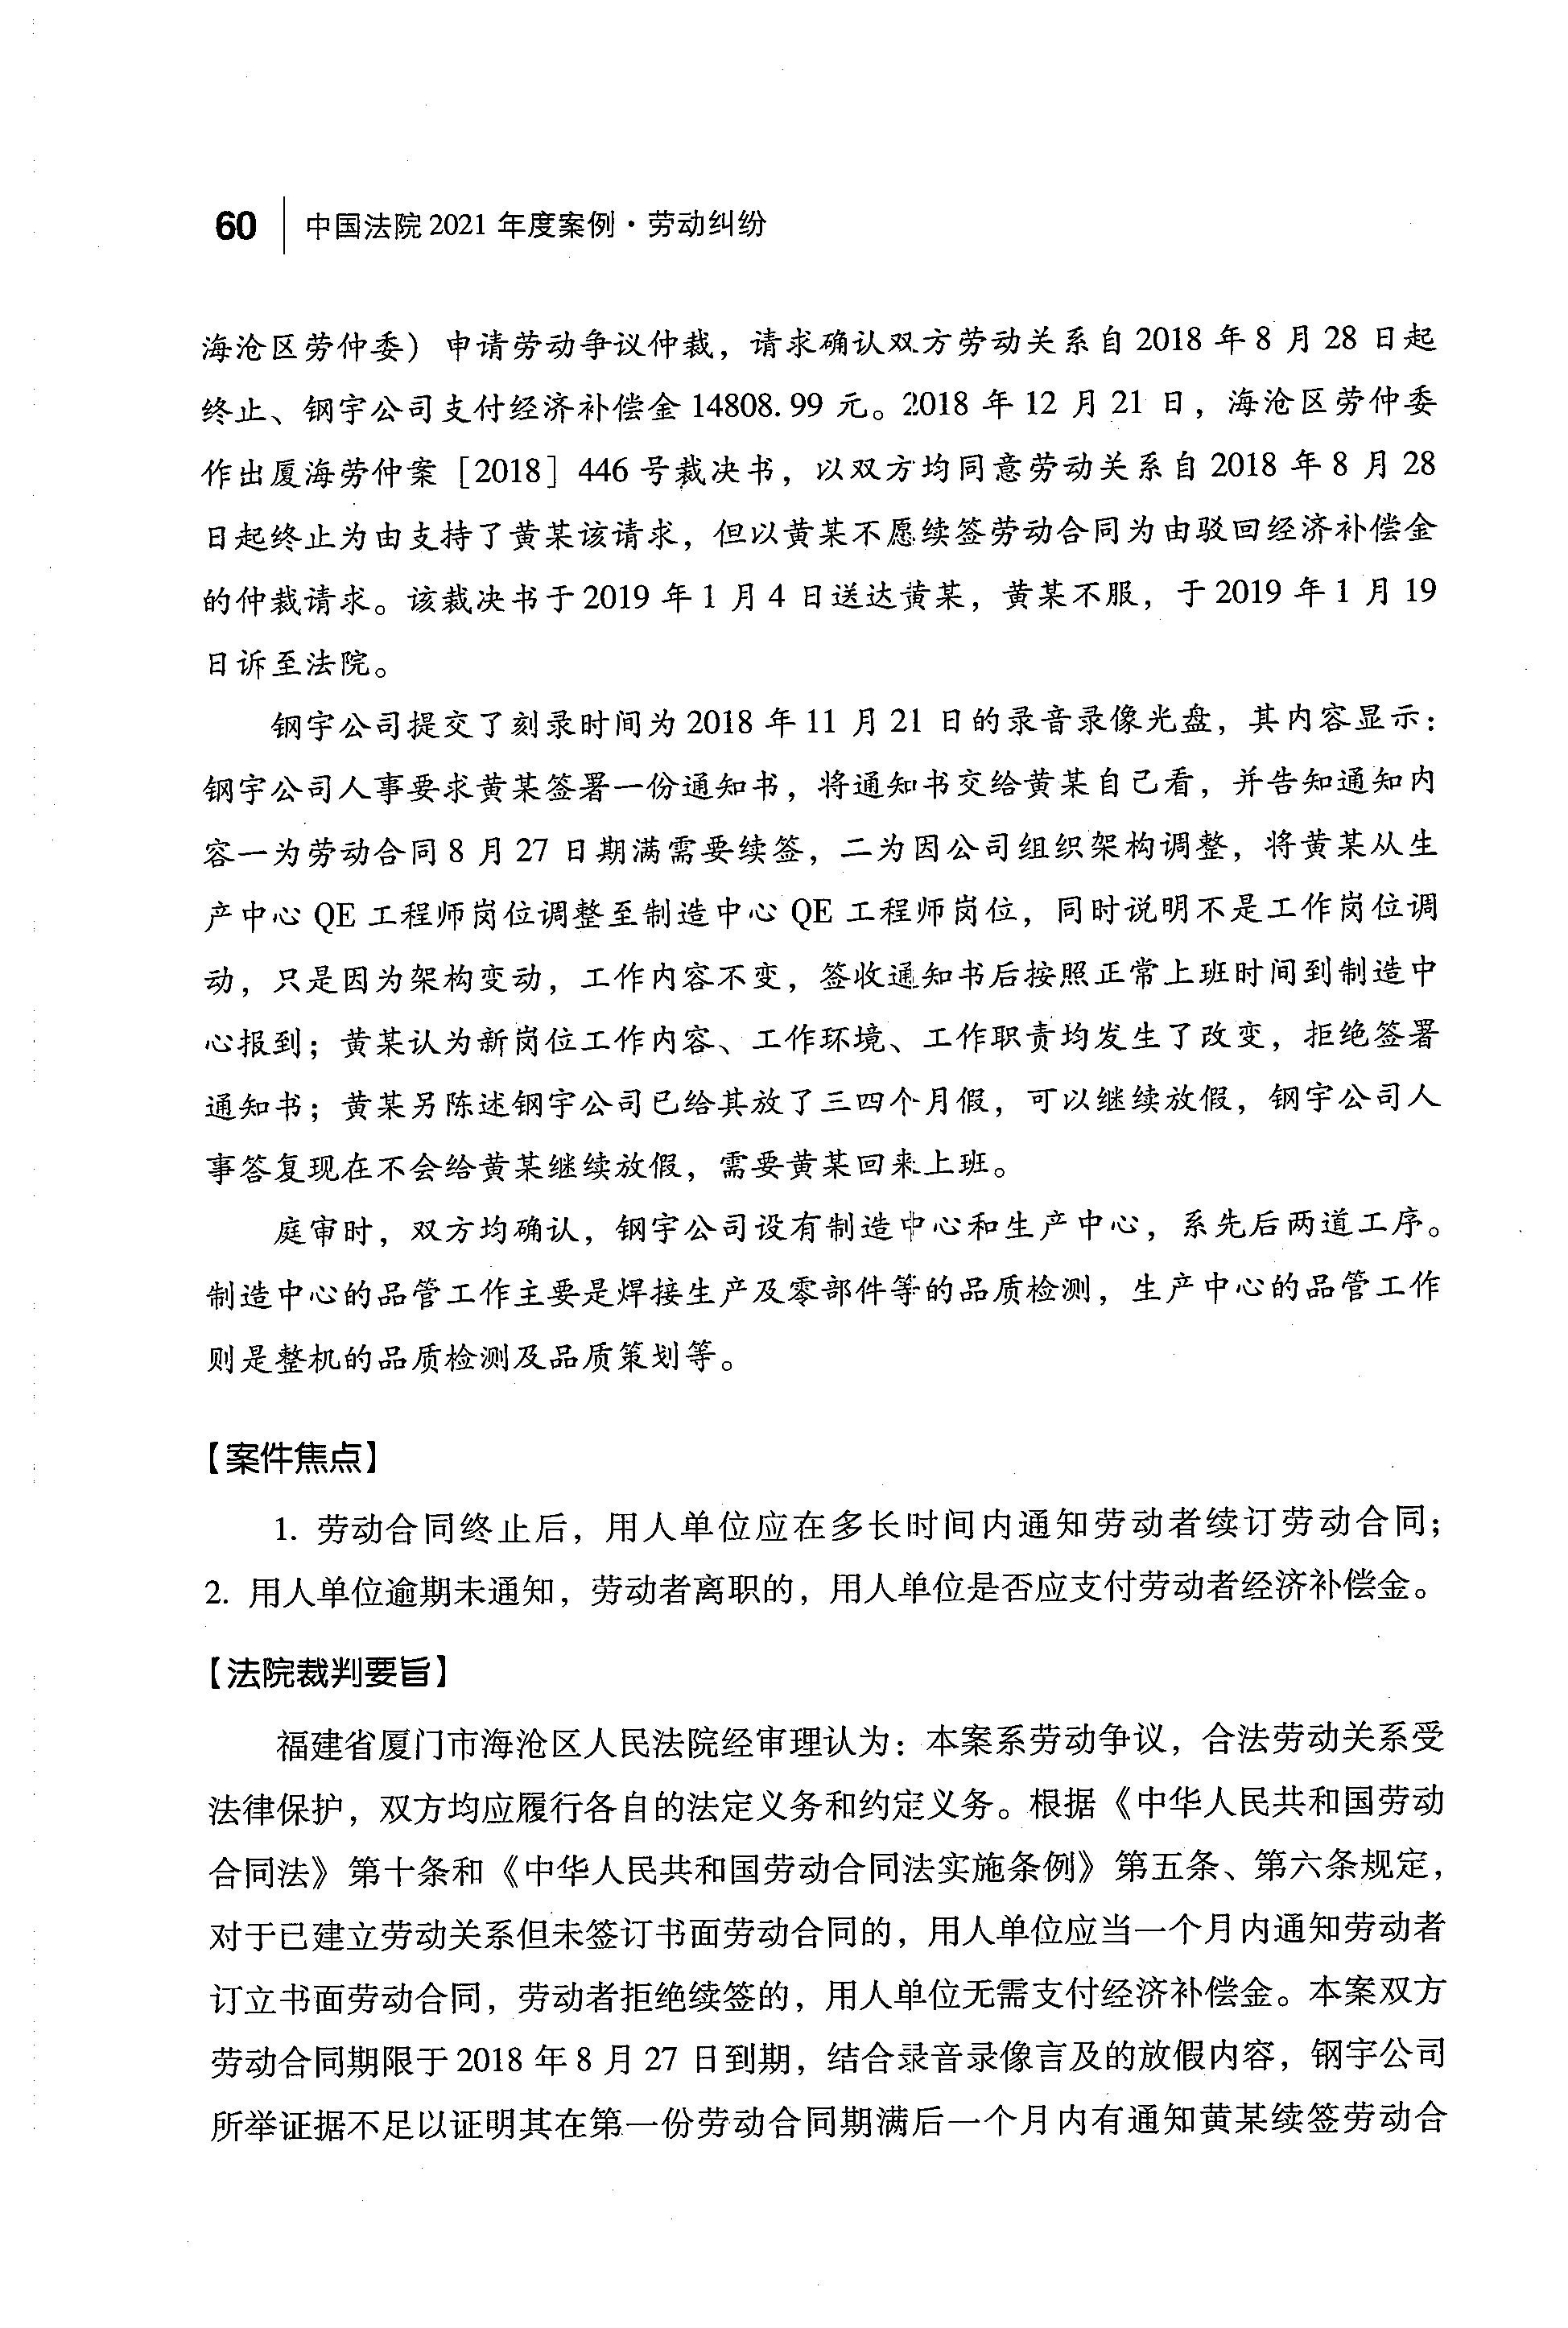 60 中国法院2021年度案例·劳动纠纷
海沧区劳仲委）申请劳动争议仲裁，请求确认双方劳动关系自2018年8月28日起
终止、钢宇公司支付经济补偿金14808.99元。2018年12月21日，海沧区劳仲委
作出厦海劳仲案［2018］446号裁决书，以双方均同意劳动关系自2018年8月28
日起终止为由支持了黄某该请求，但以黄某不愿续签劳动合同为由驳回经济补偿金
的仲裁请求。该裁决书于2019年1月4日送达黄某，黄某不服，于2019年1月19
日诉至法院。
钢宇公司提交了刻录时间为2018年11月21日的录音录像光盘，其内容显示：
钢宇公司人事要求黄某签署一份通知书，将通知书交给黄某自己看，并告知通知内
容一为劳动合同8月27日期满需要续签，二为因公司组织架构调整，将黄某从生
产中心QE工程师岗位调整至制造中心QE工程师岗位，同时说明不是工作岗位调
动，只是因为架构变动，工作内容不变，签收通知书后按照正常上班时间到制造中
心报到；黄某认为新岗位工作内容、工作环境、工作职责均发生了改变，拒绝签署
通知书；黄某另陈述钢宇公司已给其放了三四个月假，可以继续放假，钢宇公司人
事答复现在不会给黄某继续放假，需要黄某回来上班。
庭审时，双方均确认，钢宇公司设有制造中心和生产中心，系先后两道工序。
制造中心的品管工作主要是焊接生产及零部件等的品质检测，生产中心的品管工作
则是整机的品质检测及品质策划等。
【案件焦点】
1. 劳动合同终止后，用人单位应在多长时间内通知劳动者续订劳动合同；
2. 用人单位逾期未通知，劳动者离职的，用人单位是否应支付劳动者经济补偿金。
【法院裁判要旨】
福建省厦门市海沧区人民法院经审理认为：本案系劳动争议，合法劳动关系受
法律保护，双方均应履行各自的法定义务和约定义务。根据《中华人民共和国劳动
合同法》第十条和《中华人民共和国劳动合同法实施条例》第五条、第六条规定，
对于已建立劳动关系但未签订书面劳动合同的，用人单位应当一个月内通知劳动者
订立书面劳动合同，劳动者拒绝续签的，用人单位无需支付经济补偿金。本案双方
劳动合同期限于2018年8月27日到期，结合录音录像言及的放假内容，钢宇公司
所举证据不足以证明其在第一份劳动合同期满后一个月内有通知黄某续签劳动合